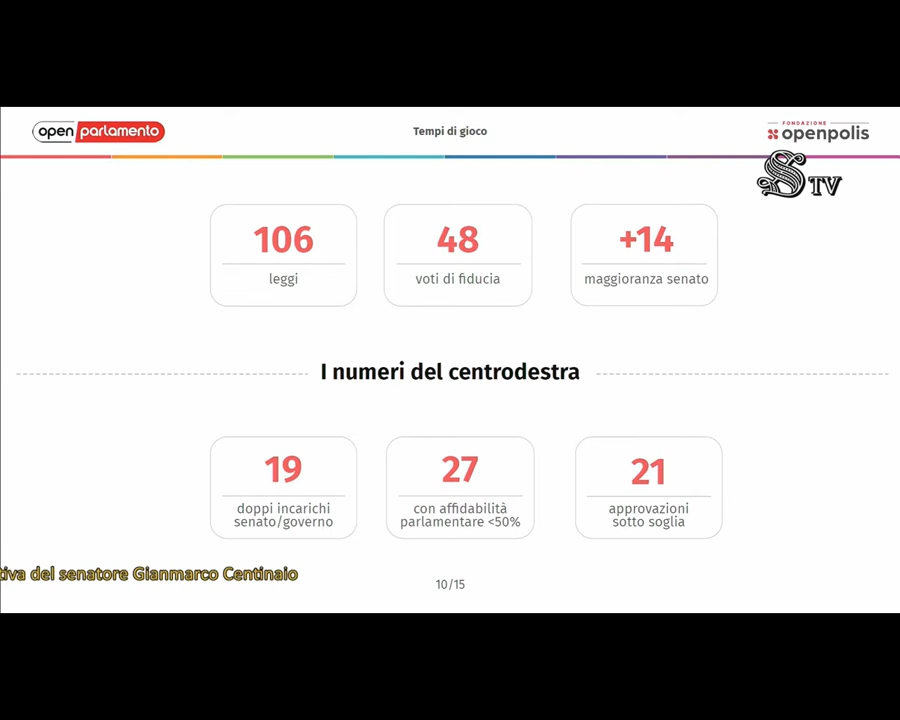 open parlamento
Tempi di gioco
FONDAZIONE
openpolis
S TV
106
leggi
48
voti di fiducia
+14
maggioranza senato
I numeri del centrodestra
19
doppi incarichi
senato/governo
27
con affidabilità
parlamentare <50%
21
approvazioni
sotto soglia
tiva del senatore Gianmarco Centinaio
10/15